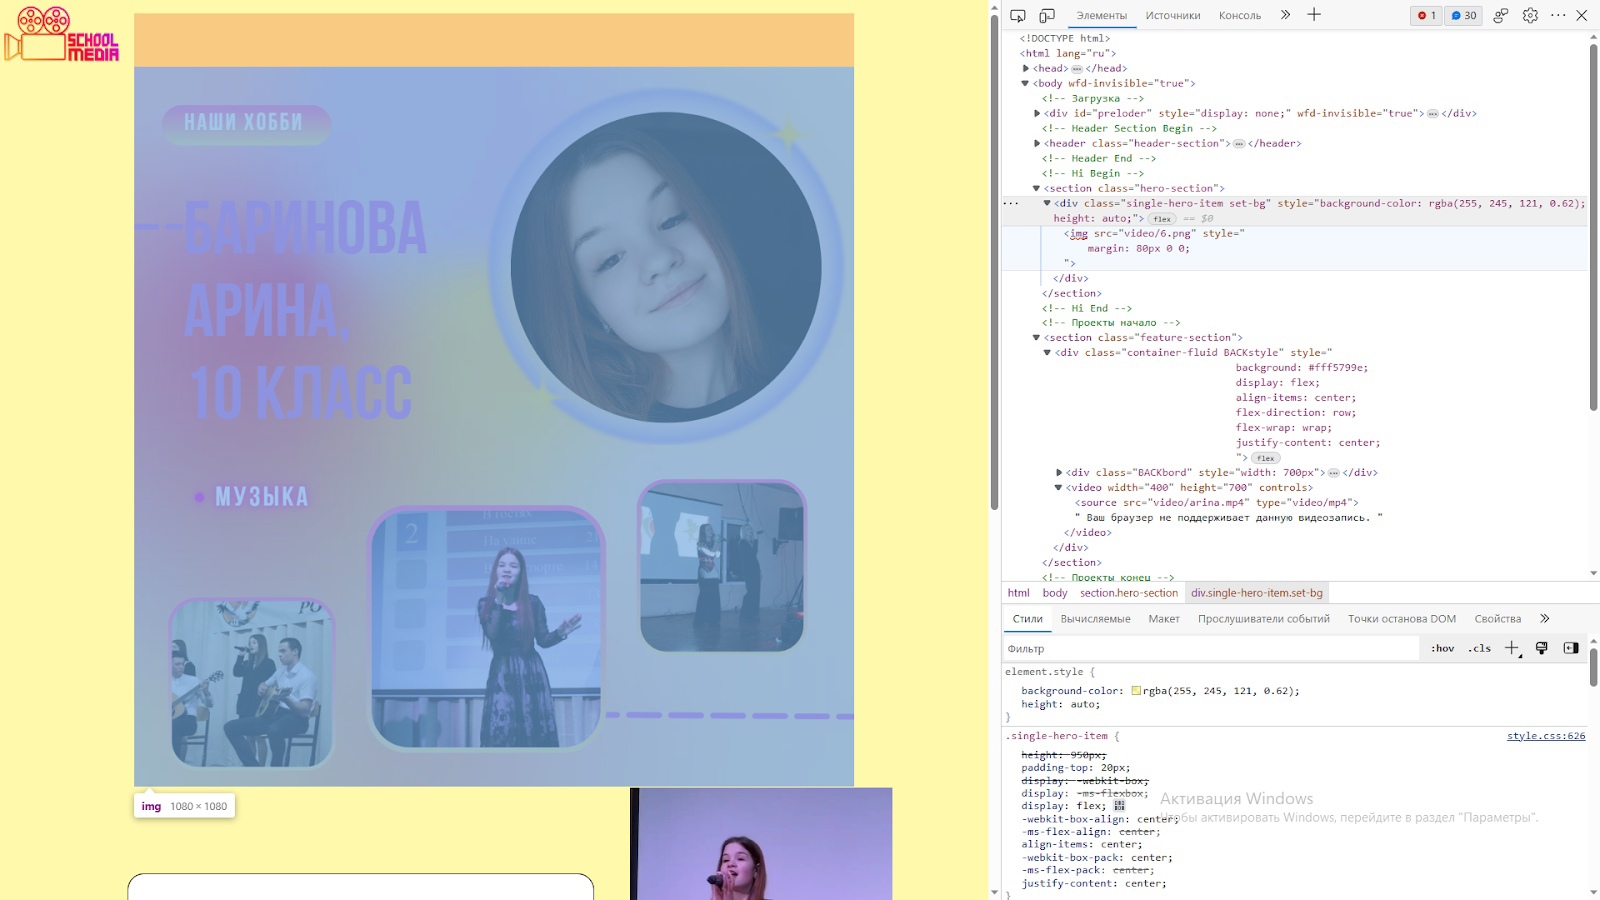 SCHOOL
MEDIA
НАШИ ХОББИ
БАРИНОВА
АРИНА,
10 КЛАСС
МУЗЫКА
2
img 1080 × 1080
Элементы Источники Консоль 1 30
<!DOCTYPE html>
<html lang="ru">
<head> ⋯ </head>
<body wfd-invisible="true">
<!-- Загрузка -->
<div id="preloder" style="display: none;" wfd-invisible="true"> ⋯ </div>
<!-- Header Section Begin -->
<header class="header-section"> ⋯ </header>
<!-- Header End -->
<!-- Hi Begin -->
<section class="hero-section">
<div class="single-hero-item set-bg" style="background-color: rgba(255, 245, 121, 0.62);
height: auto;"> flex == $0
<img src="video/6.png" style="
margin: 80px 0 0;
">
</div>
</section>
<!-- Hi End -->
<!-- Проекты начало -->
<section class="feature-section">
<div class="container-fluid BACKstyle" style="
background: #fff5799e;
display: flex;
align-items: center;
flex-direction: row;
flex-wrap: wrap;
justify-content: center;
"> flex
<div class="BACKbord" style="width: 700px"> ⋯ </div>
<video width="400" height="700" controls>
<source src="video/arina.mp4" type="video/mp4">
" Ваш браузер не поддерживает данную видеозапись. "
</video>
</div>
</section>
<!-- Проекты конец -->
html body section.hero-section div.single-hero-item.set-bg
Стили Вычисляемые Макет Прослушиватели событий Точки останова DOM Свойства
Фильтр :hov .cls
element.style {
background-color: rgba(255, 245, 121, 0.62);
height: auto;
}
.single-hero-item { style.css:626
height: 950px;
padding-top: 20px;
display: -webkit-box;
display: -ms-flexbox;
display: flex;
-webkit-box-align: center;
-ms-flex-align: center;
align-items: center;
-webkit-box-pack: center;
-ms-flex-pack: center;
justify-content: center;
}
Активация Windows
Чтобы активировать Windows, перейдите в раздел "Параметры".